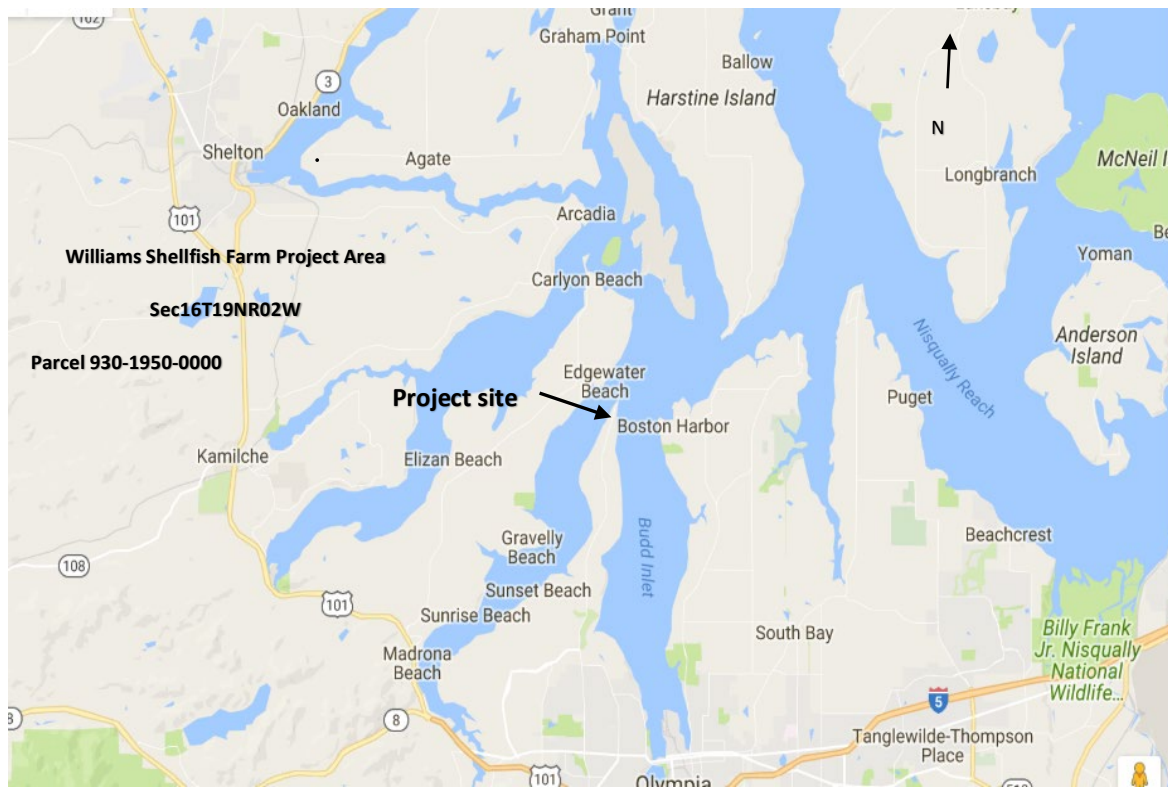 102
Grant
Graham Point
3
Ballow
Harstine Island
Oakland
N
Shelton
Agate
McNeil I
Longbranch
101
Arcadia
Be
Williams Shellfish Farm Project Area
Yoman
Carlyon Beach
Sec16T19NR02W
Nisqually Reach
Anderson
Island
Parcel 930-1950-0000
Edgewater
Beach
Project site
Puget
Boston Harbor
Kamilche
Elizan Beach
Budd Inlet
Gravelly
Beach
Beachcrest
108
Sunset Beach
101
Sunrise Beach
South Bay
Billy Frank
Jr. Nisqually
National
Wildlife...
Madrona
Beach
5
8
8
Tanglewilde-Thompson
Place
101
Olympia